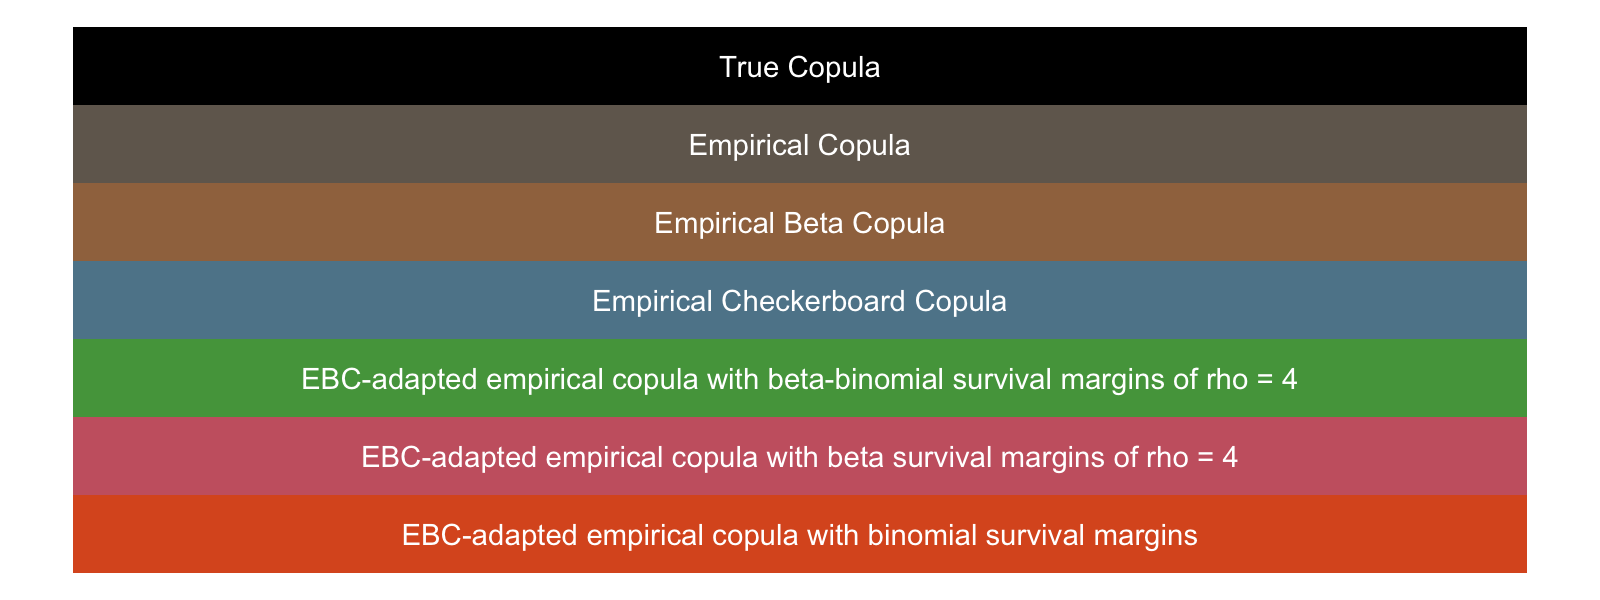 True Copula
Empirical Copula
Empirical Beta Copula
Empirical Checkerboard Copula
EBC-adapted empirical copula with beta-binomial survival margins of rho = 4
EBC-adapted empirical copula with beta survival margins of rho = 4
EBC-adapted empirical copula with binomial survival margins